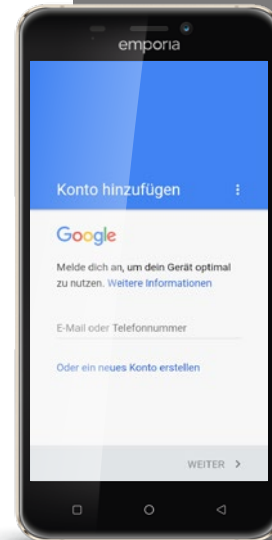 emporia
Konto hinzufügen
Google
Melde dich an, um dein Gerät optimal
zu nutzen. Weitere Informationen
E-Mail oder Telefonnummer
Oder ein neues Konto erstellen
WEITER >